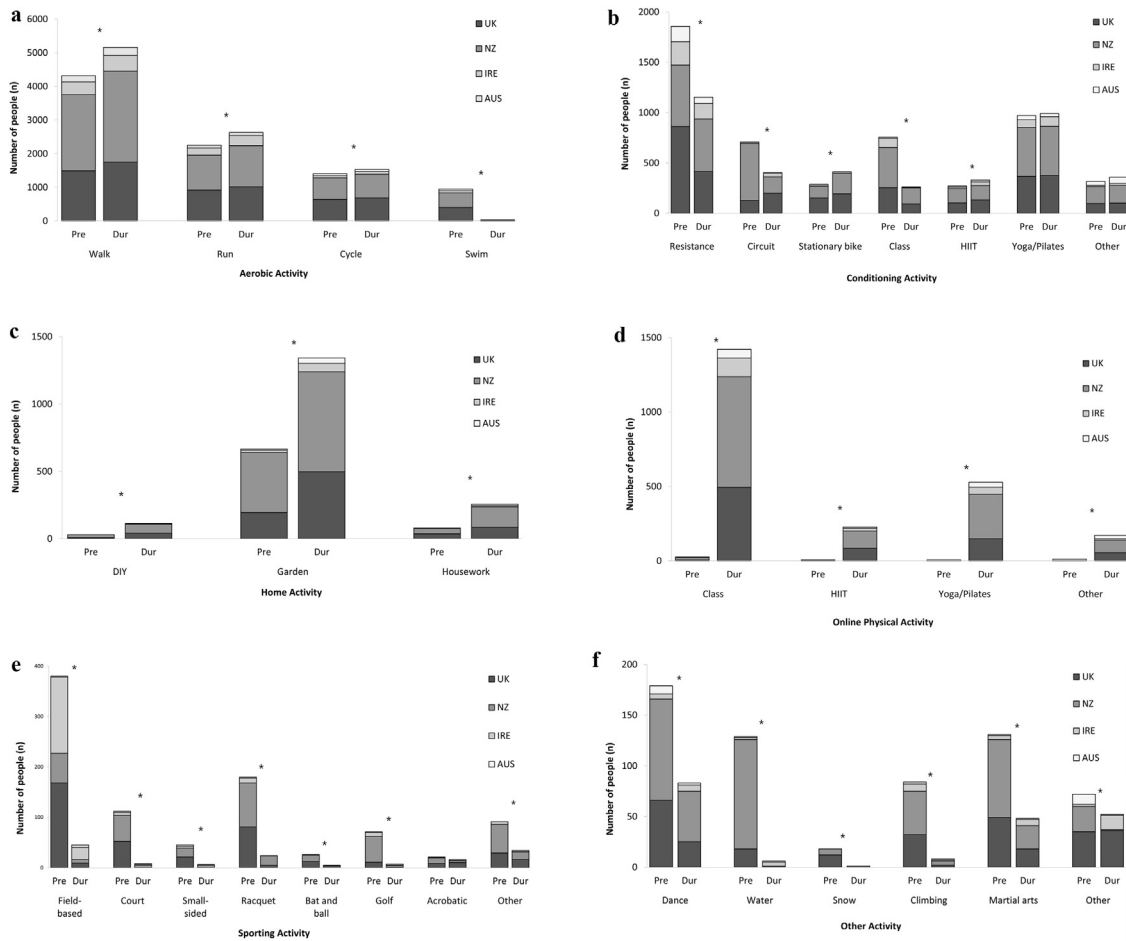 a
6000
5000
4000
3000
2000
1000
0
Number of people (n)
*
*
*
*
UK
NZ
IRE
AUS
Pre Dur Pre Dur Pre Dur Pre Dur
Walk Run Cycle Swim
Aerobic Activity
b
2000
1500
1000
500
0
Number of people (n)
*
*
*
*
*
UK
NZ
IRE
AUS
Pre Dur Pre Dur Pre Dur Pre Dur Pre Dur Pre Dur Pre Dur
Resistance Circuit Stationary bike Class HIIT Yoga/Pilates Other
Conditioning Activity
c
1500
1000
500
0
Number of people (n)
*
*
*
UK
NZ
IRE
AUS
Pre Dur Pre Dur Pre Dur
DIY Garden Housework
Home Activity
d
1500
1000
500
0
Number of people (n)
*
*
*
*
UK
NZ
IRE
AUS
Pre Dur Pre Dur Pre Dur Pre Dur
Class HIIT Yoga/Pilates Other
Online Physical Activity
e
400
300
200
100
0
Number of people (n)
*
*
*
*
*
*
*
UK
NZ
IRE
AUS
Pre Dur Pre Dur Pre Dur Pre Dur Pre Dur Pre Dur Pre Dur Pre Dur
Field- Court Small- Racquet Bat and Golf Acrobatic Other
based sided ball
Sporting Activity
f
200
150
100
50
0
Number of people (n)
*
*
*
*
*
*
UK
NZ
IRE
AUS
Pre Dur Pre Dur Pre Dur Pre Dur Pre Dur Pre Dur
Dance Water Snow Climbing Martial arts Other
Other Activity